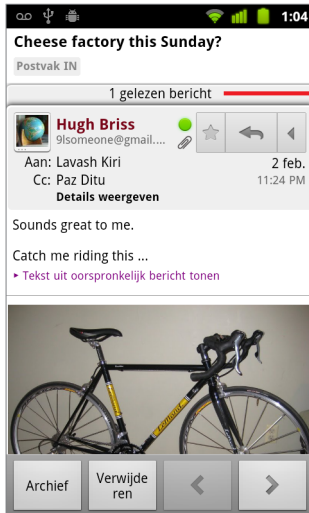 1:04
Cheese factory this Sunday?
Postvak IN
1 gelezen bericht
Hugh Briss
9lsomeone@gmail....
Aan: Lavash Kiri
2 feb.
Cc: Paz Ditu
11:24 PM
Details weergeven
Sounds great to me.
Catch me riding this ...
Tekst uit oorspronkelijk bericht tonen
Lemond
Archief
Verwijde
ren